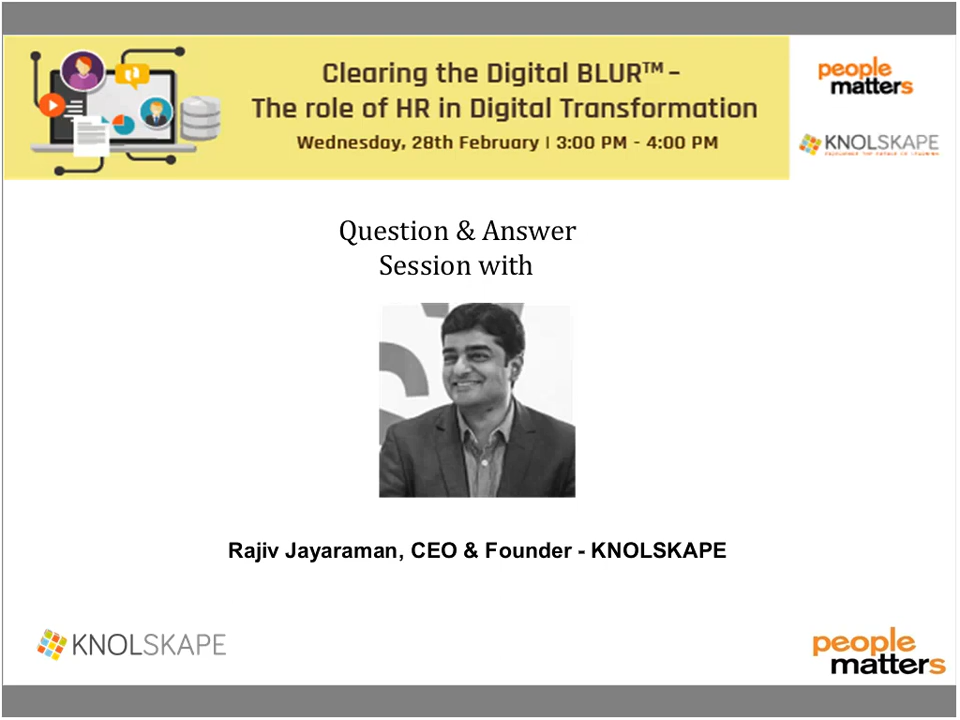 Clearing the Digital BLUR™ –
The role of HR in Digital Transformation
Wednesday, 28th February | 3:00 PM - 4:00 PM
people
matters
KNOLSKAPE
Question & Answer
Session with
Rajiv Jayaraman, CEO & Founder - KNOLSKAPE
KNOLSKAPE
people
matters